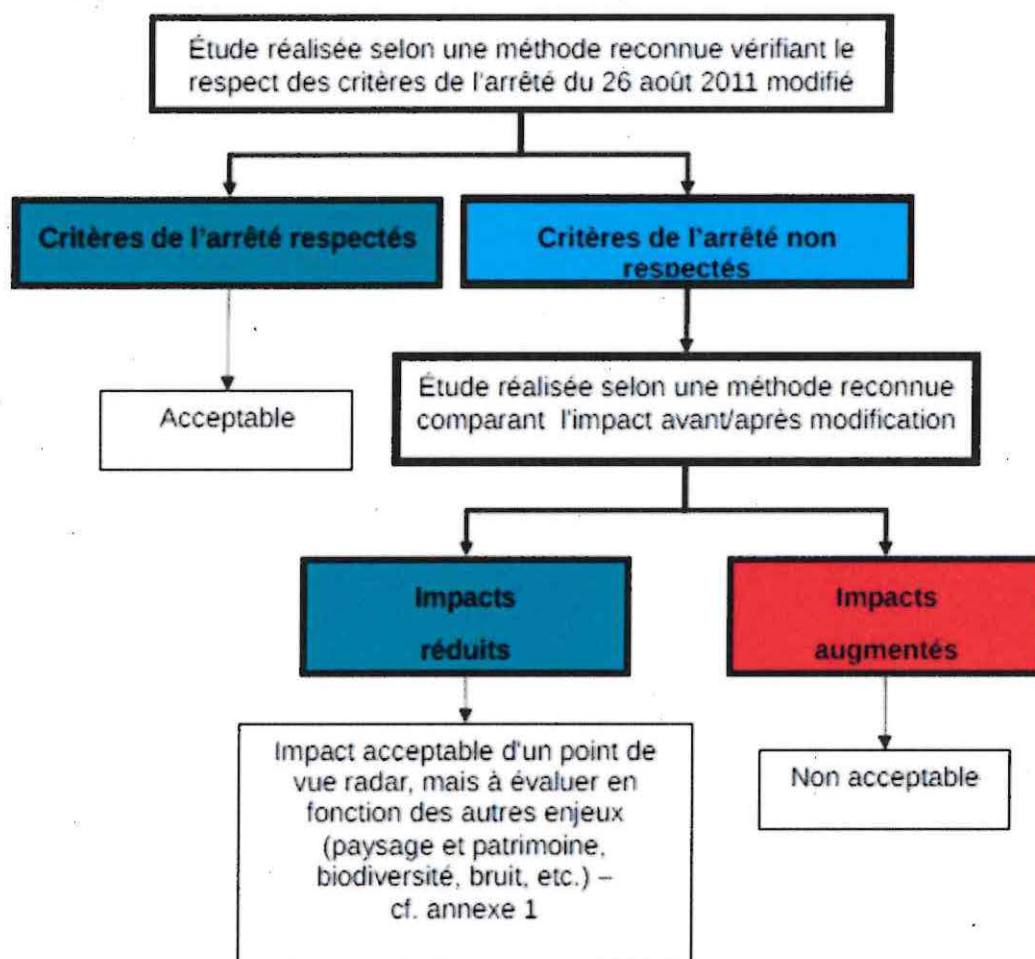 Étude réalisée selon une méthode reconnue vérifiant le
respect des critères de l'arrêté du 26 août 2011 modifié
Critères de l'arrêté respectés
Critères de l'arrêté non
respectés
Acceptable
Étude réalisée selon une méthode reconnue
comparant l'impact avant/après modification
Impacts
réduits
Impacts
augmentés
Impact acceptable d'un point de
vue radar, mais à évaluer en
fonction des autres enjeux
(paysage et patrimoine,
biodiversité, bruit, etc.) –
cf. annexe 1
Non acceptable